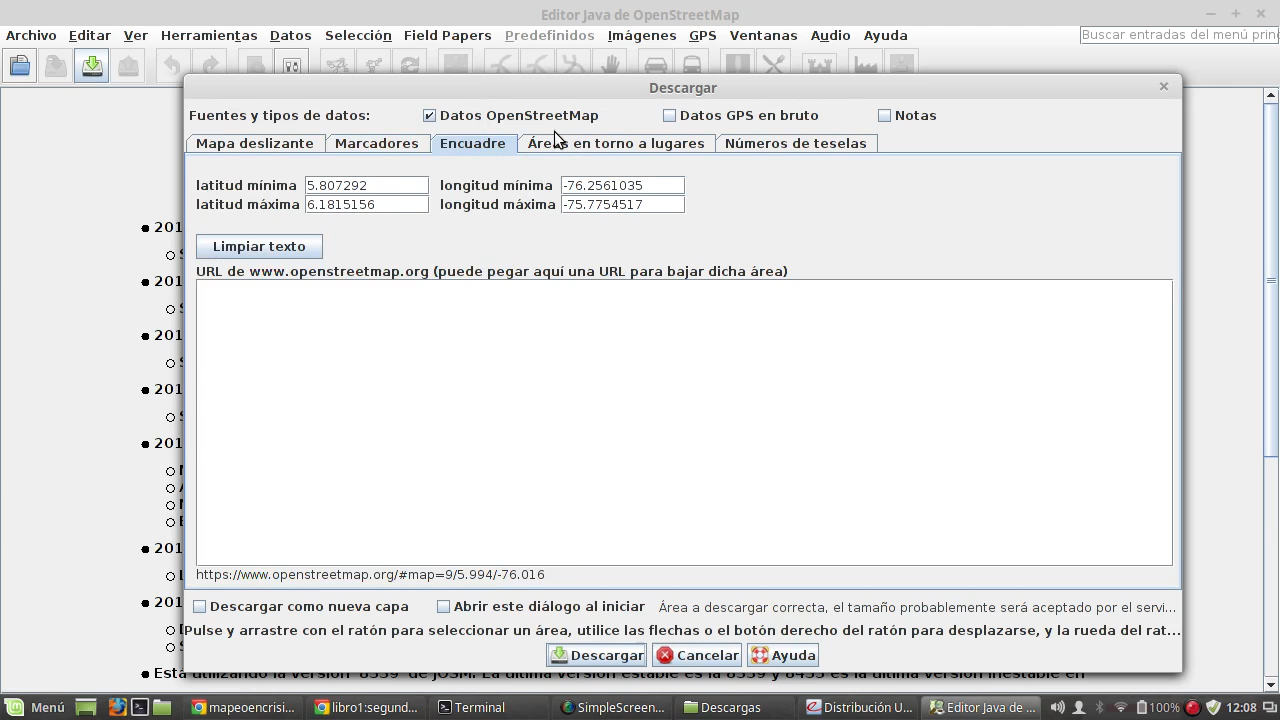 Editor Java de OpenStreetMap
Archivo Editar Ver Herramientas Datos Selección Field Papers Predefinidos Imágenes GPS Ventanas Audio Ayuda Buscar entradas del menú prin
Descargar
Fuentes y tipos de datos: Datos OpenStreetMap Datos GPS en bruto Notas
Mapa deslizante Marcadores Encuadre Áreas en torno a lugares Números de teselas
latitud mínima 5.807292 longitud mínima -76.2561035
latitud máxima 6.1815156 longitud máxima -75.7754517
201
Limpiar texto
URL de www.openstreetmap.org (puede pegar aquí una URL para bajar dicha área)
201
201
201
201
201
https://www.openstreetmap.org/#map=9/5.994/-76.016
201
Descargar como nueva capa Abrir este diálogo al iniciar Área a descargar correcta, el tamaño probablemente será aceptado por el servi...
Pulse y arrastre con el ratón para seleccionar un área, utilice las flechas o el botón derecho del ratón para desplazarse, y la rueda del rat...
Descargar Cancelar Ayuda
Está utilizando la versión '8339' de JOSM. La última versión estable es la 8339 y 8433 es la última versión inestable en
Menú mapeoencrisi... libro1:segund... Terminal SimpleScreen... Descargas Distribución U... Editor Java de ... 100% 12:08